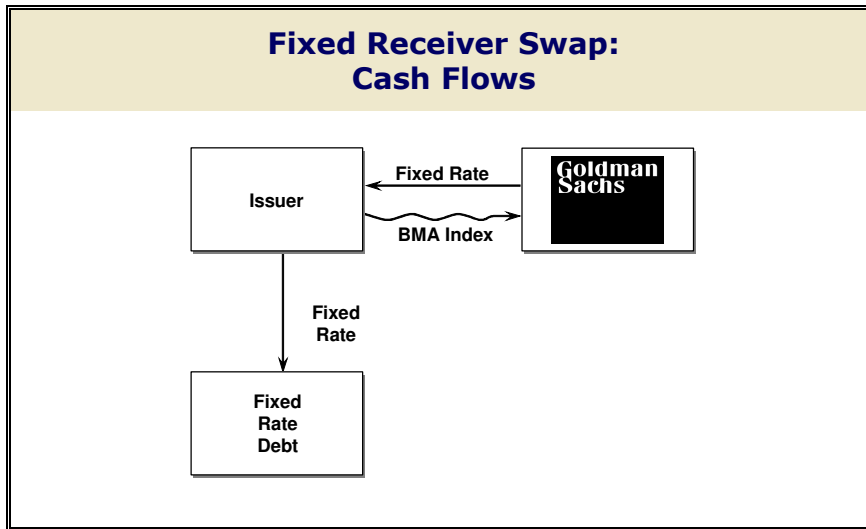 Fixed Receiver Swap:
Cash Flows
Issuer
Fixed Rate
BMA Index
Goldman
Sachs
Fixed
Rate
Fixed
Rate
Debt